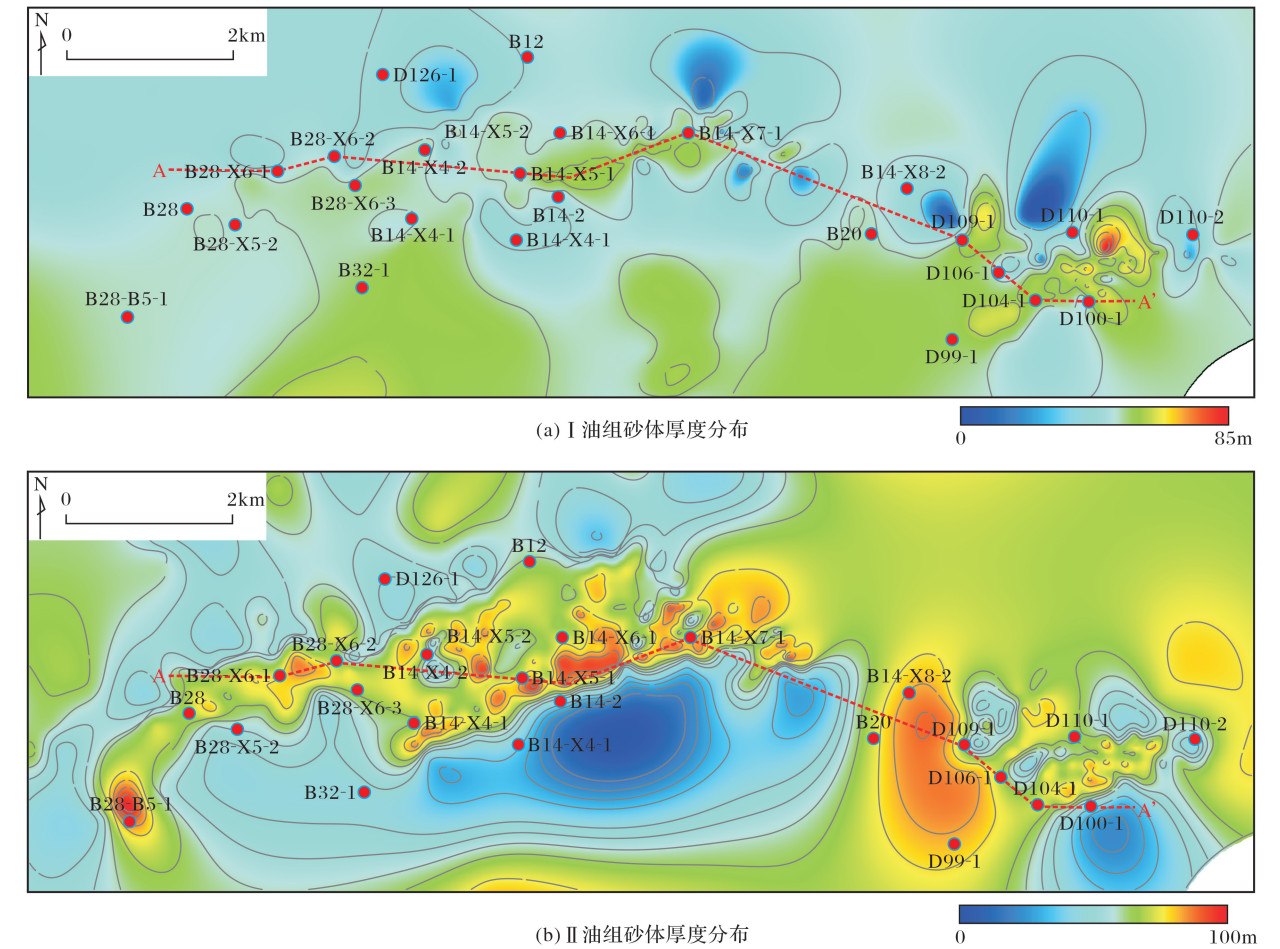 N
0 2km
B12
D126-1
B14-X5-2 B14-X6-1 B14-X7-1
B28-X6-2
A B28-X6-1 B14-X4-2 B14-X5-1 B14-X8-2
B28-X6-3
B28 B14-2 D109-1 D110-1 D110-2
B28-X5-2 B14-X4-1 B14-X4-1 B20
B32-1 D106-1
B28-B5-1 D104-1 A'
D100-1
D99-1
(a) Ⅰ油组砂体厚度分布
0 85m
N
0 2km
B12
D126-1
B28-X6-2 B14-X5-2 B14-X6-1 B14-X7-1
A B28-X6-1 B14-X4-2 B14-X5-1 B14-X8-2
B28 B28-X6-3 B14-2
B28-X5-2 B14-X4-1 B14-X4-1 B20 D109-1 D110-1 D110-2
B32-1 D106-1
B28-B5-1 D104-1 A'
D100-1
D99-1
(b) Ⅱ油组砂体厚度分布
0 100m